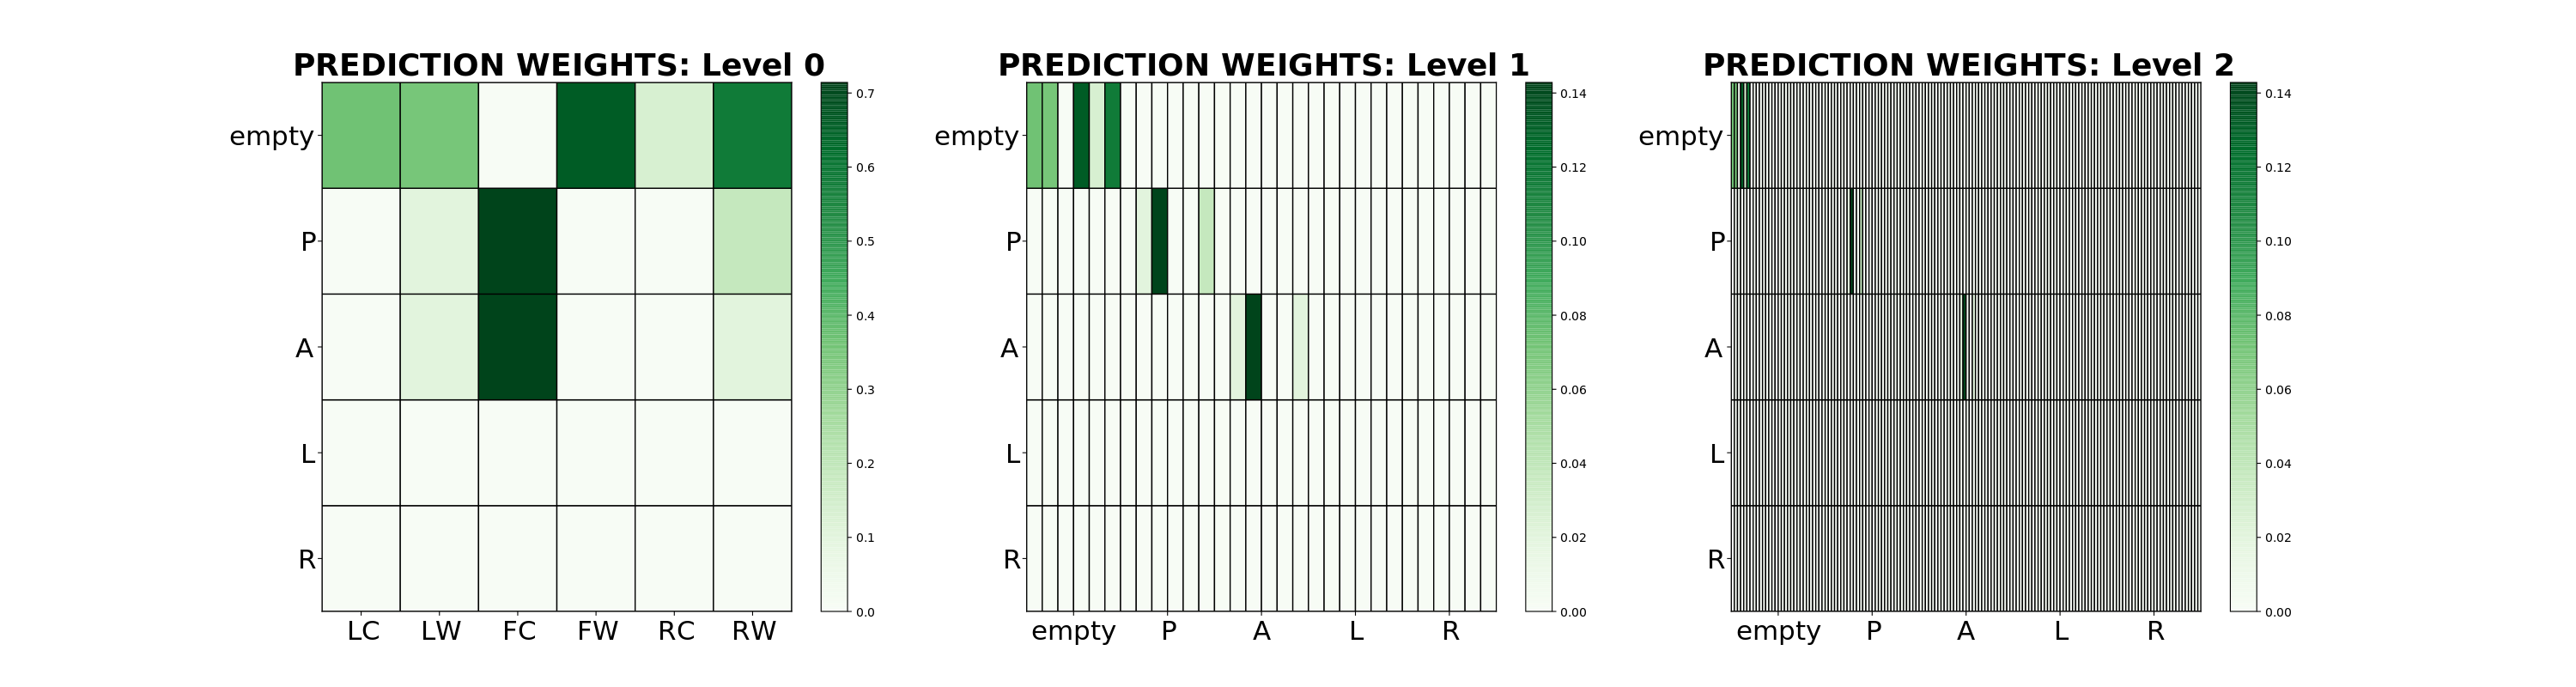 PREDICTION WEIGHTS: Level 0
empty
P
A
L
R
LC LW FC FW RC RW
0.7
0.6
0.5
0.4
0.3
0.2
0.1
0.0
PREDICTION WEIGHTS: Level 1
empty
P
A
L
R
empty P A L R
0.14
0.12
0.10
0.08
0.06
0.04
0.02
0.00
PREDICTION WEIGHTS: Level 2
empty
P
A
L
R
empty P A L R
0.14
0.12
0.10
0.08
0.06
0.04
0.02
0.00